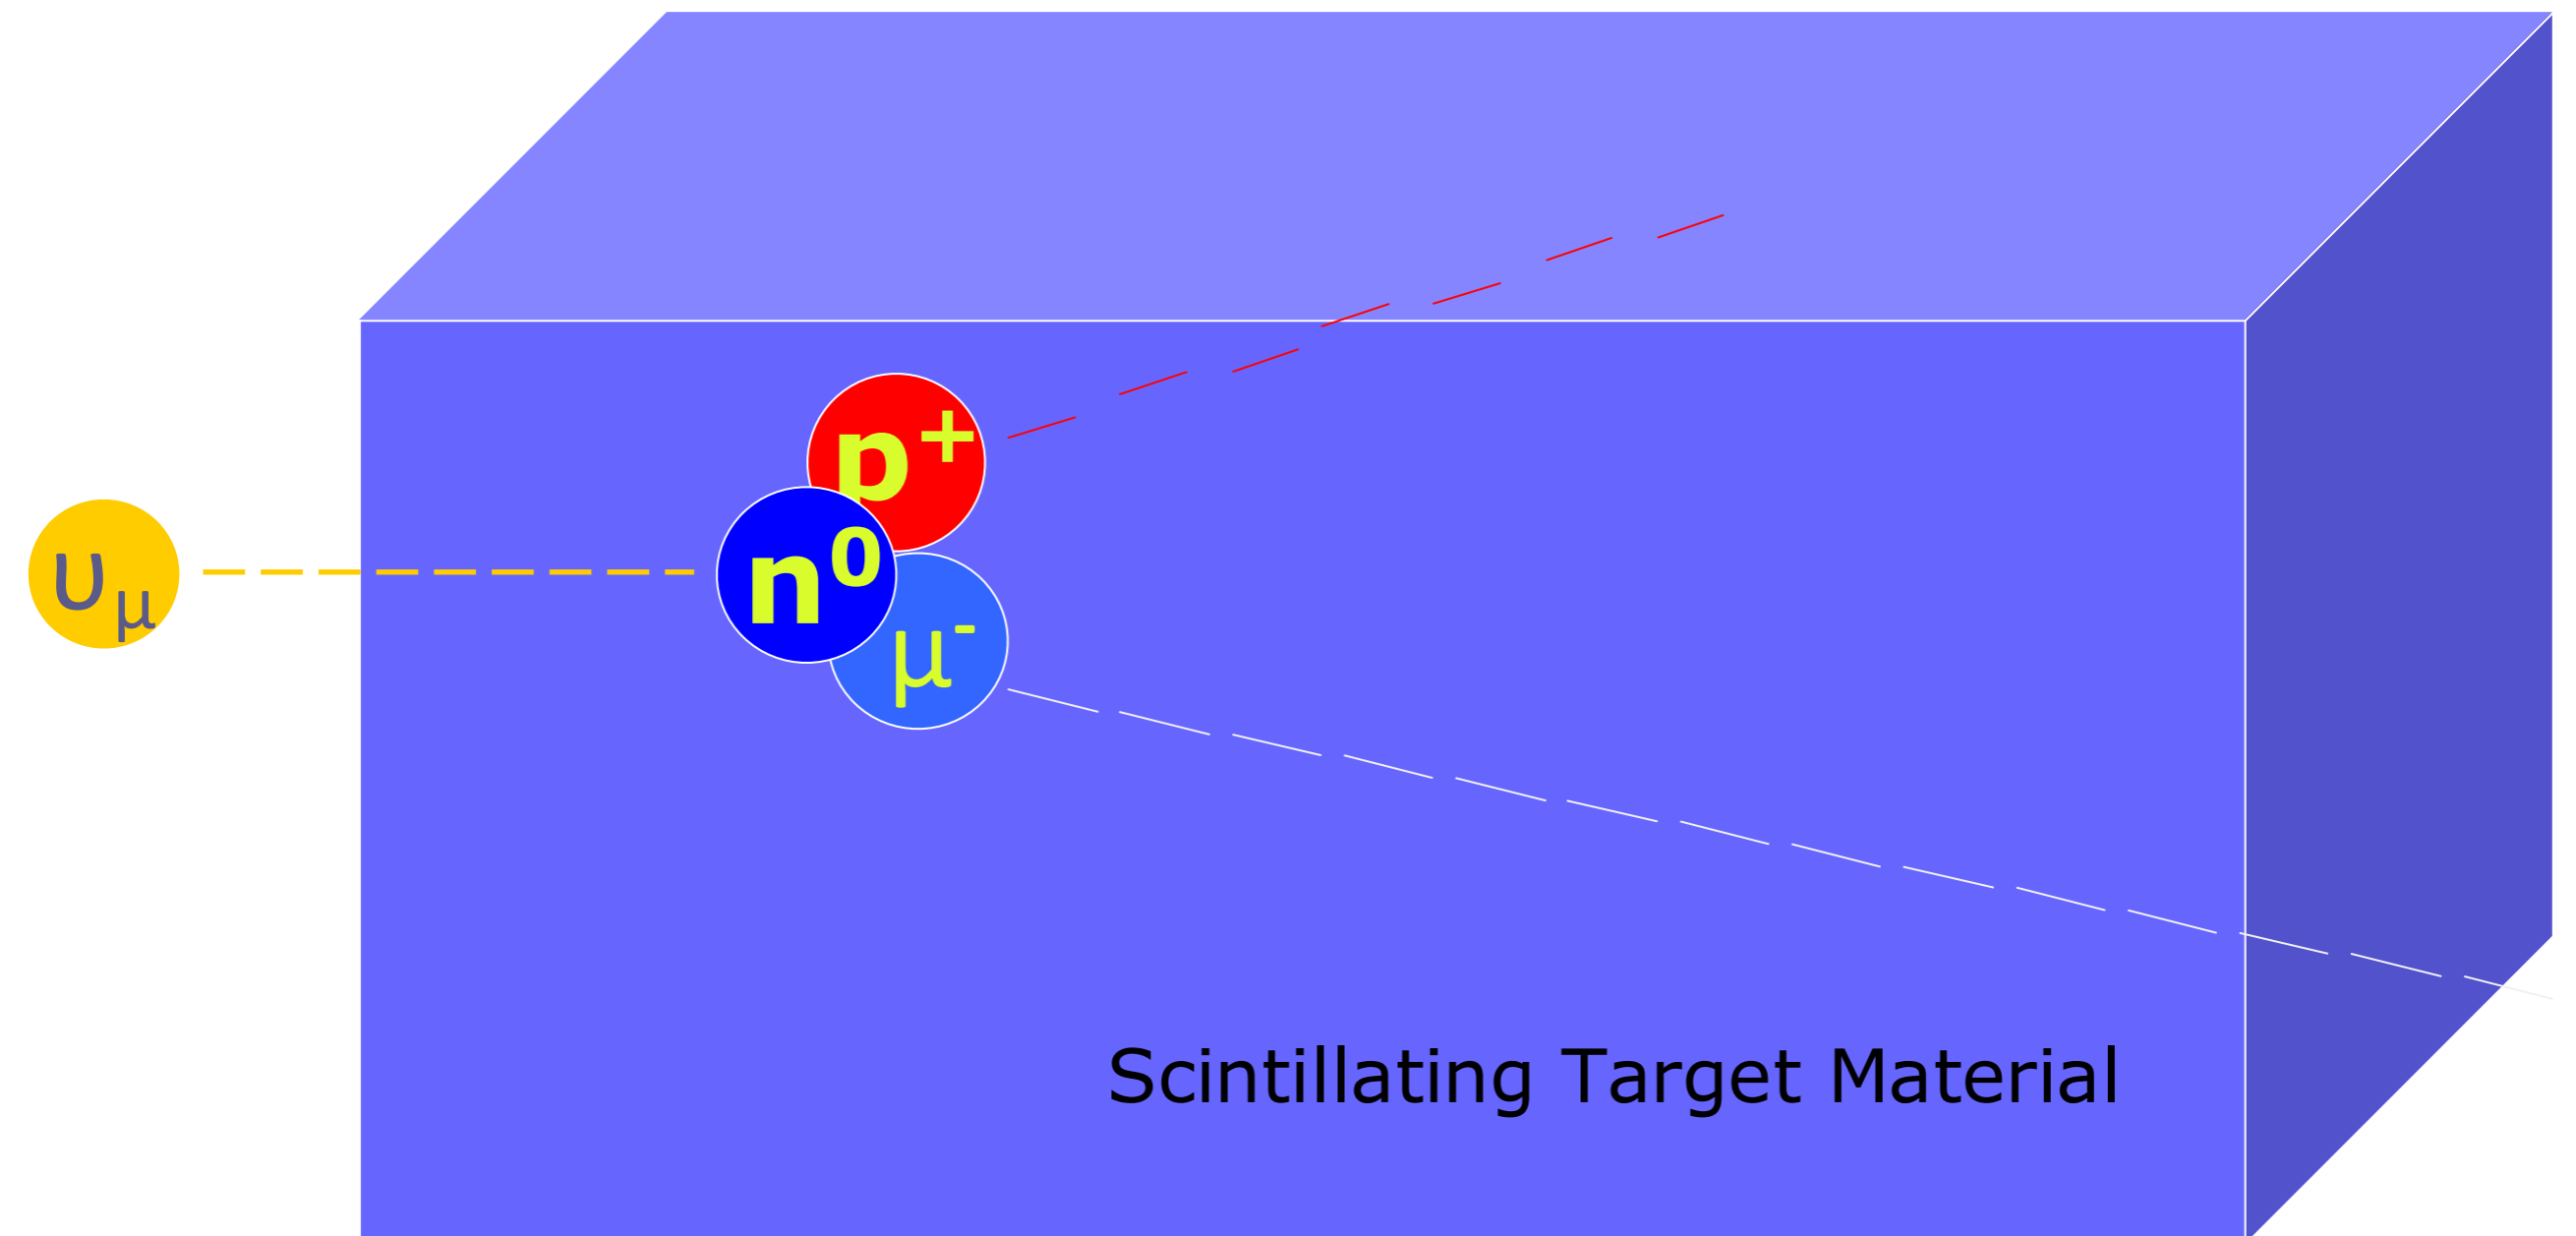 p⁺
υμ
n⁰
μ⁻
Scintillating Target Material